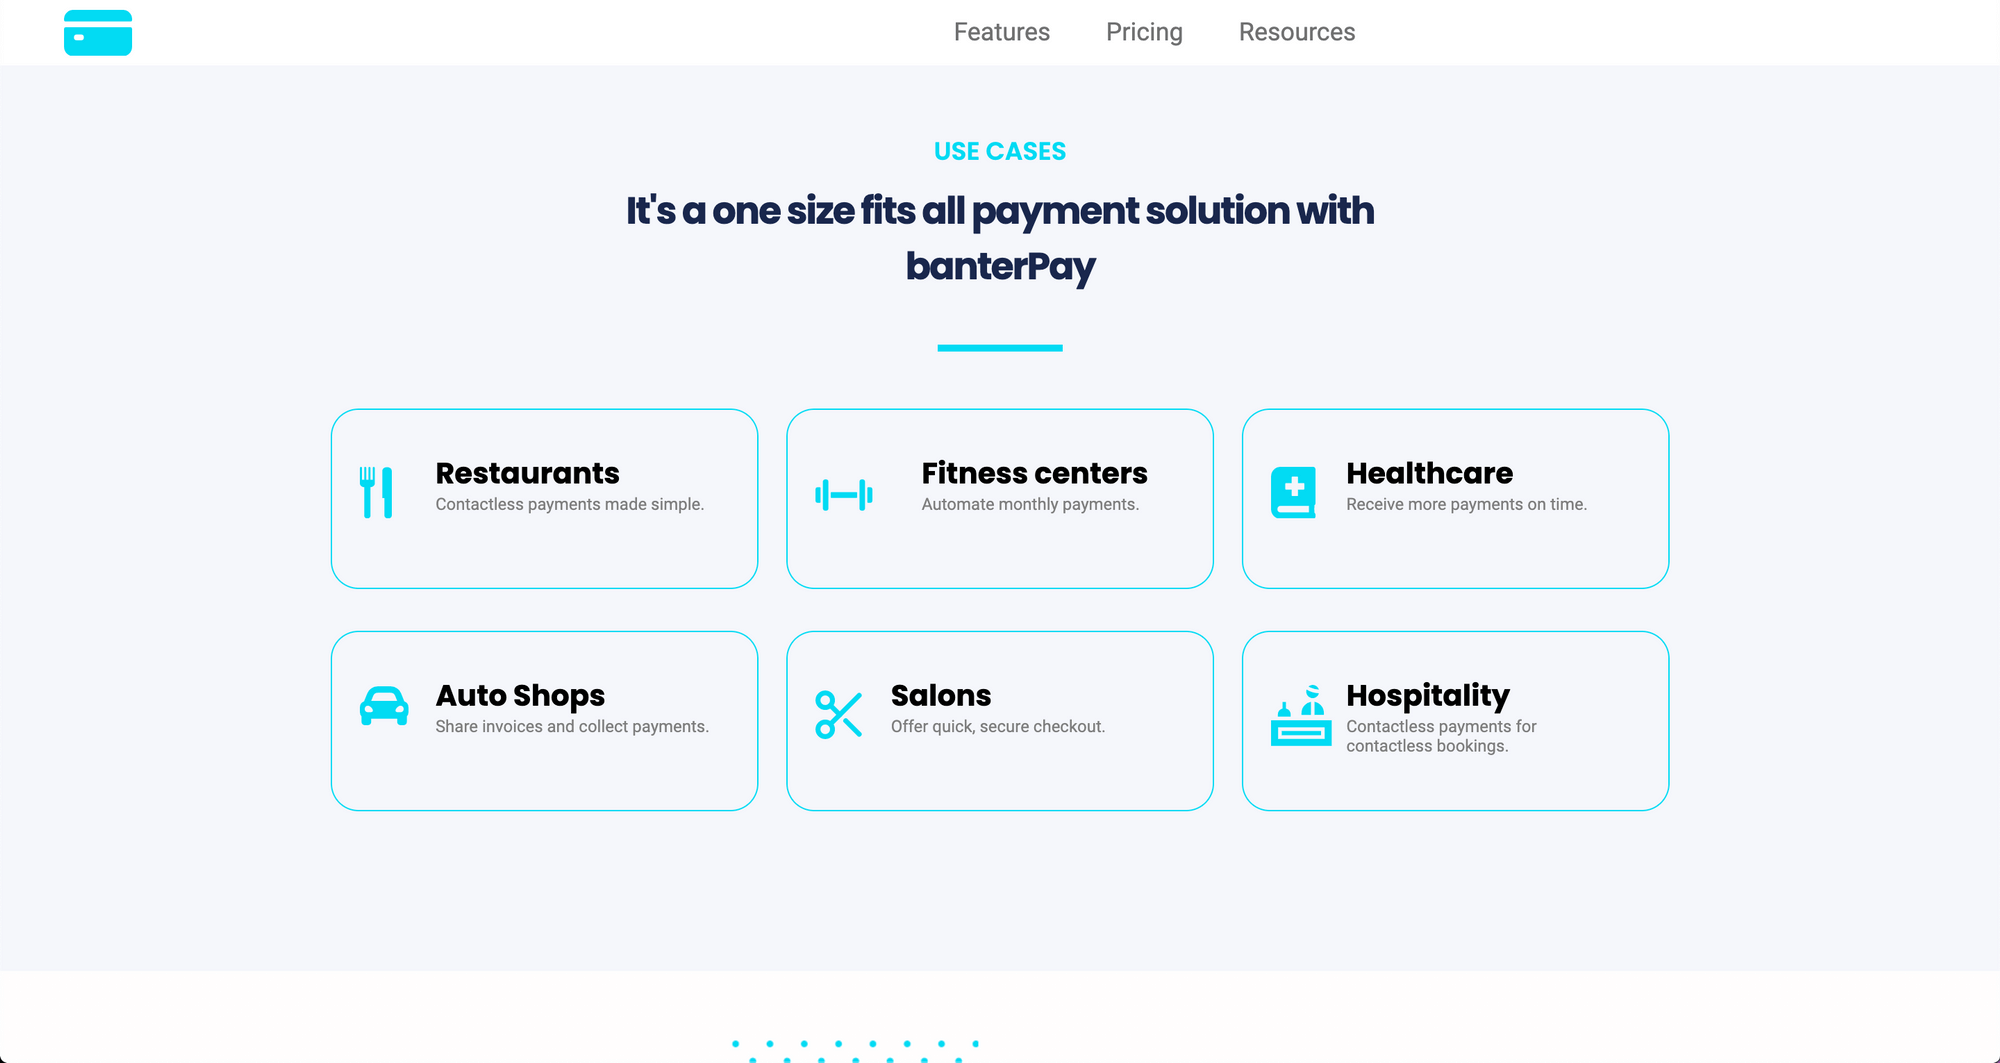 Features Pricing Resources
USE CASES
It's a one size fits all payment solution with
banterPay
Restaurants
Contactless payments made simple.
Fitness centers
Automate monthly payments.
Healthcare
Receive more payments on time.
Auto Shops
Share invoices and collect payments.
Salons
Offer quick, secure checkout.
Hospitality
Contactless payments for
contactless bookings.